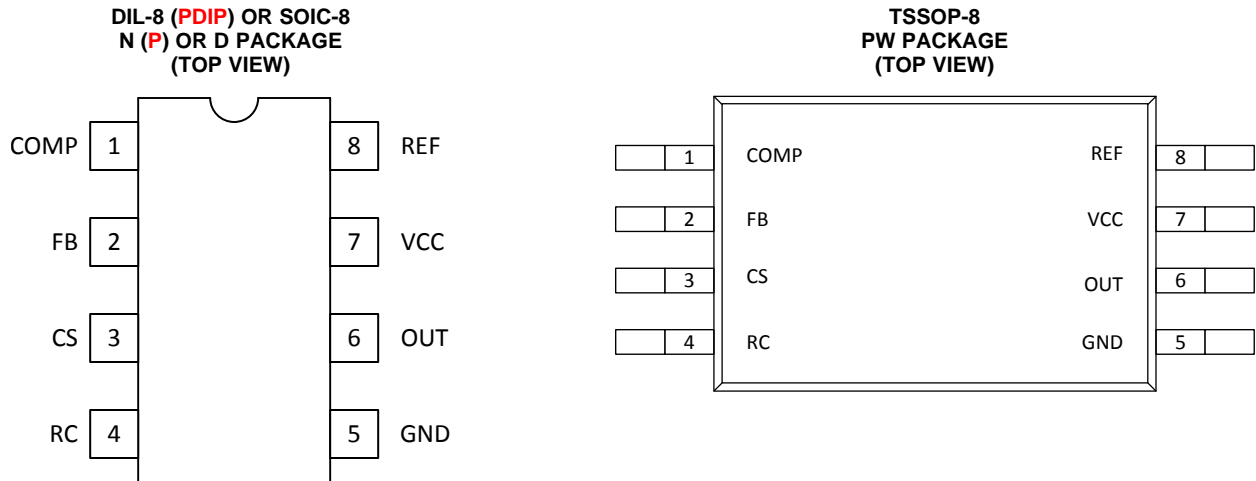 DIL-8 (PDIP) OR SOIC-8
N (P) OR D PACKAGE
(TOP VIEW)
COMP 1 8 REF
FB 2 7 VCC
CS 3 6 OUT
RC 4 5 GND
TSSOP-8
PW PACKAGE
(TOP VIEW)
1 COMP REF 8
2 FB VCC 7
3 CS OUT 6
4 RC GND 5